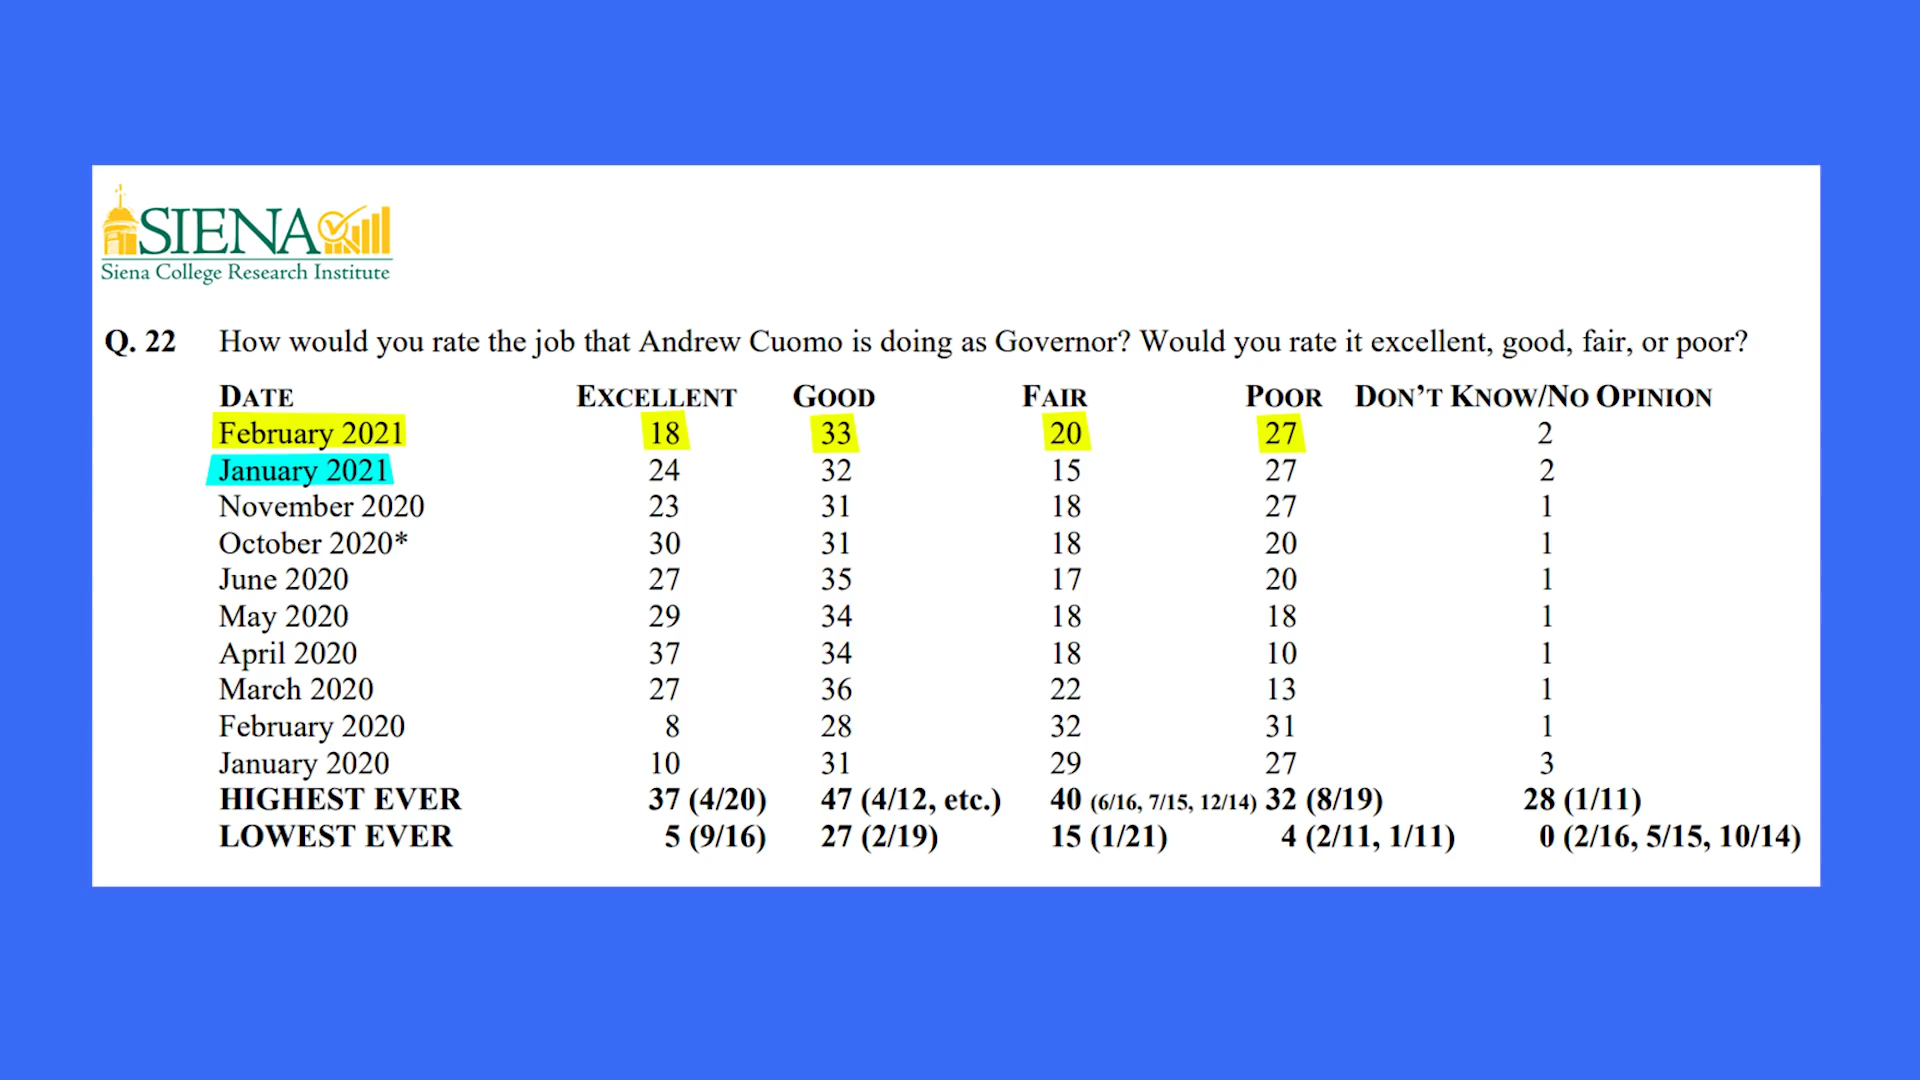 SIENA
Siena College Research Institute
Q. 22 How would you rate the job that Andrew Cuomo is doing as Governor? Would you rate it excellent, good, fair, or poor?
DATE EXCELLENT GOOD FAIR POOR DON'T KNOW/NO OPINION
February 2021 18 33 20 27 2
January 2021 24 32 15 27 2
November 2020 23 31 18 27 1
October 2020* 30 31 18 20 1
June 2020 27 35 17 20 1
May 2020 29 34 18 18 1
April 2020 37 34 18 10 1
March 2020 27 36 22 13 1
February 2020 8 28 32 31 1
January 2020 10 31 29 27 3
HIGHEST EVER 37 (4/20) 47 (4/12, etc.) 40 (6/16, 7/15, 12/14) 32 (8/19) 28 (1/11)
LOWEST EVER 5 (9/16) 27 (2/19) 15 (1/21) 4 (2/11, 1/11) 0 (2/16, 5/15, 10/14)